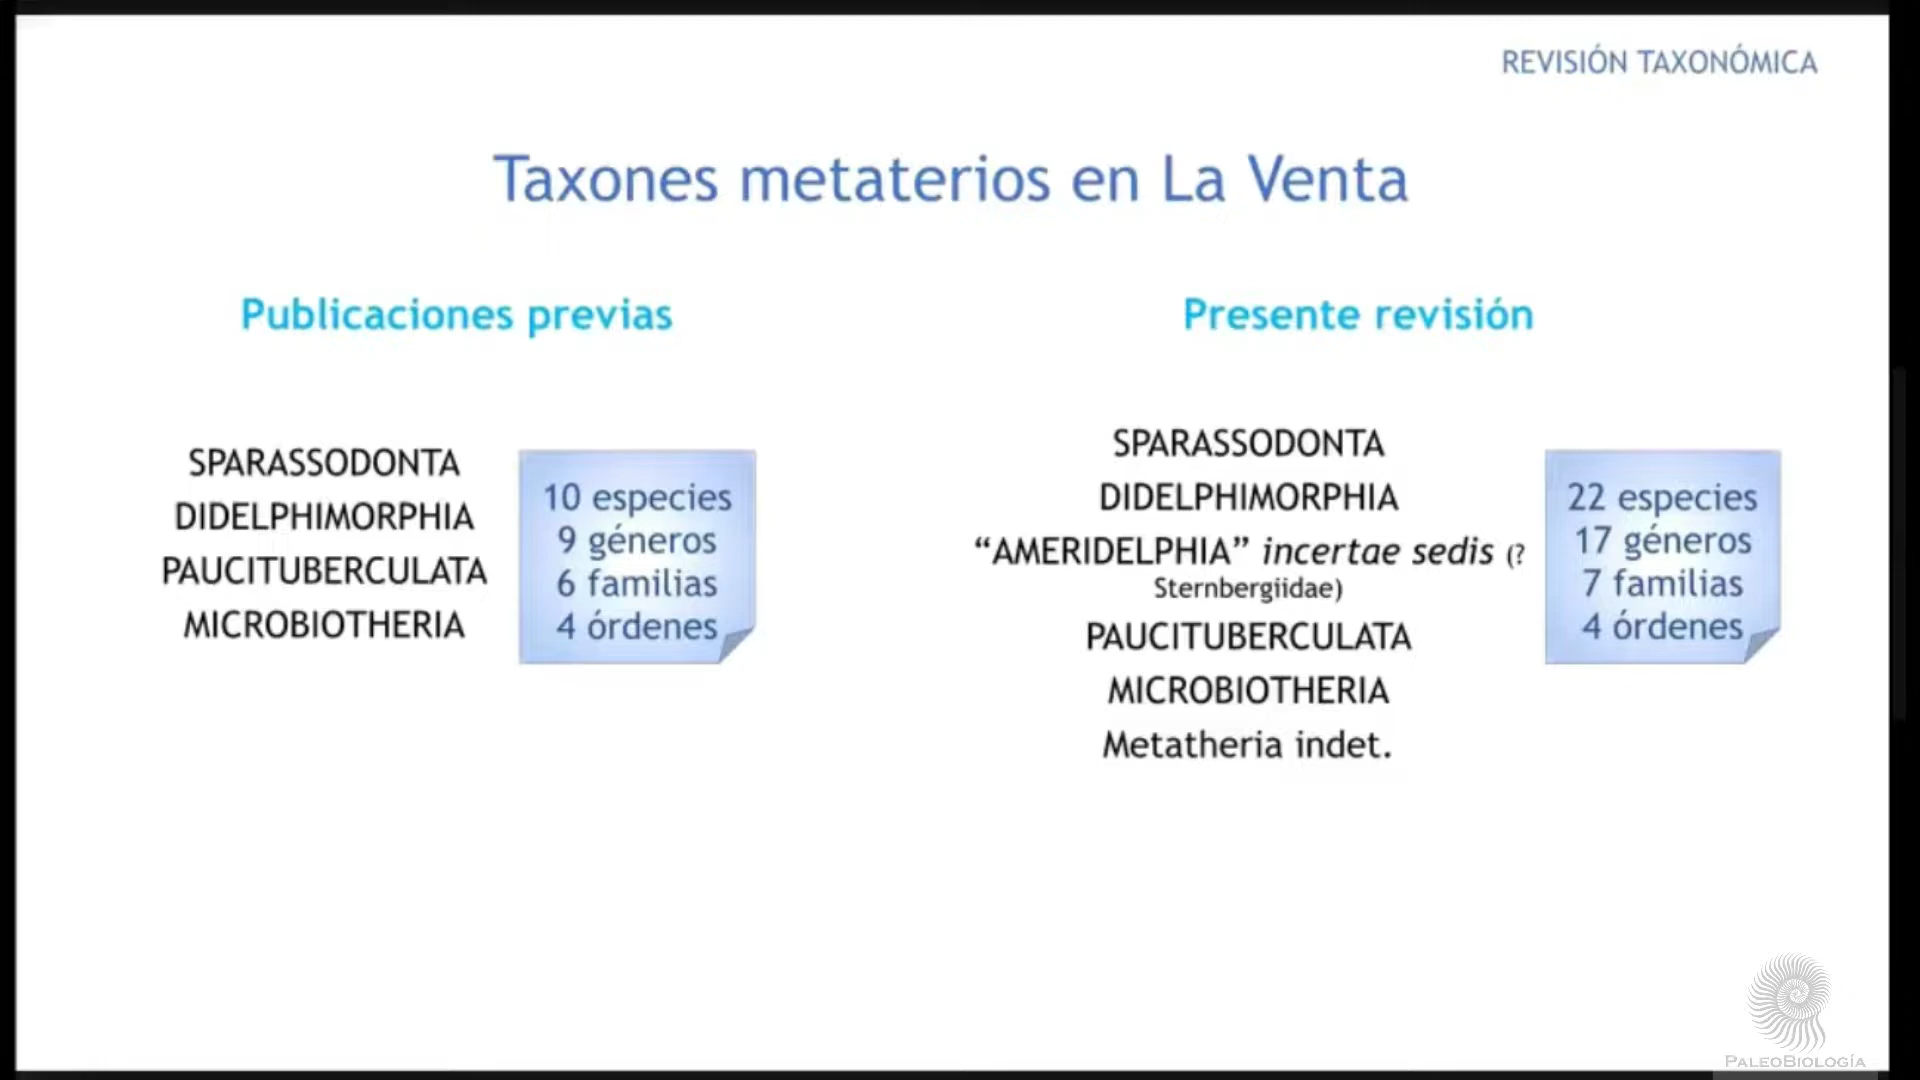 REVISIÓN TAXONÓMICA
Taxones metaterios en La Venta
Publicaciones previas
SPARASSODONTA
DIDELPHIMORPHIA
PAUCITUBERCULATA
MICROBIOTHERIA
10 especies
9 géneros
6 familias
4 órdenes
Presente revisión
SPARASSODONTA
DIDELPHIMORPHIA
“AMERIDELPHIA” incertae sedis (?
Sternbergiidae)
PAUCITUBERCULATA
MICROBIOTHERIA
Metatheria indet.
22 especies
17 géneros
7 familias
4 órdenes
PALEOBIOLOGÍA